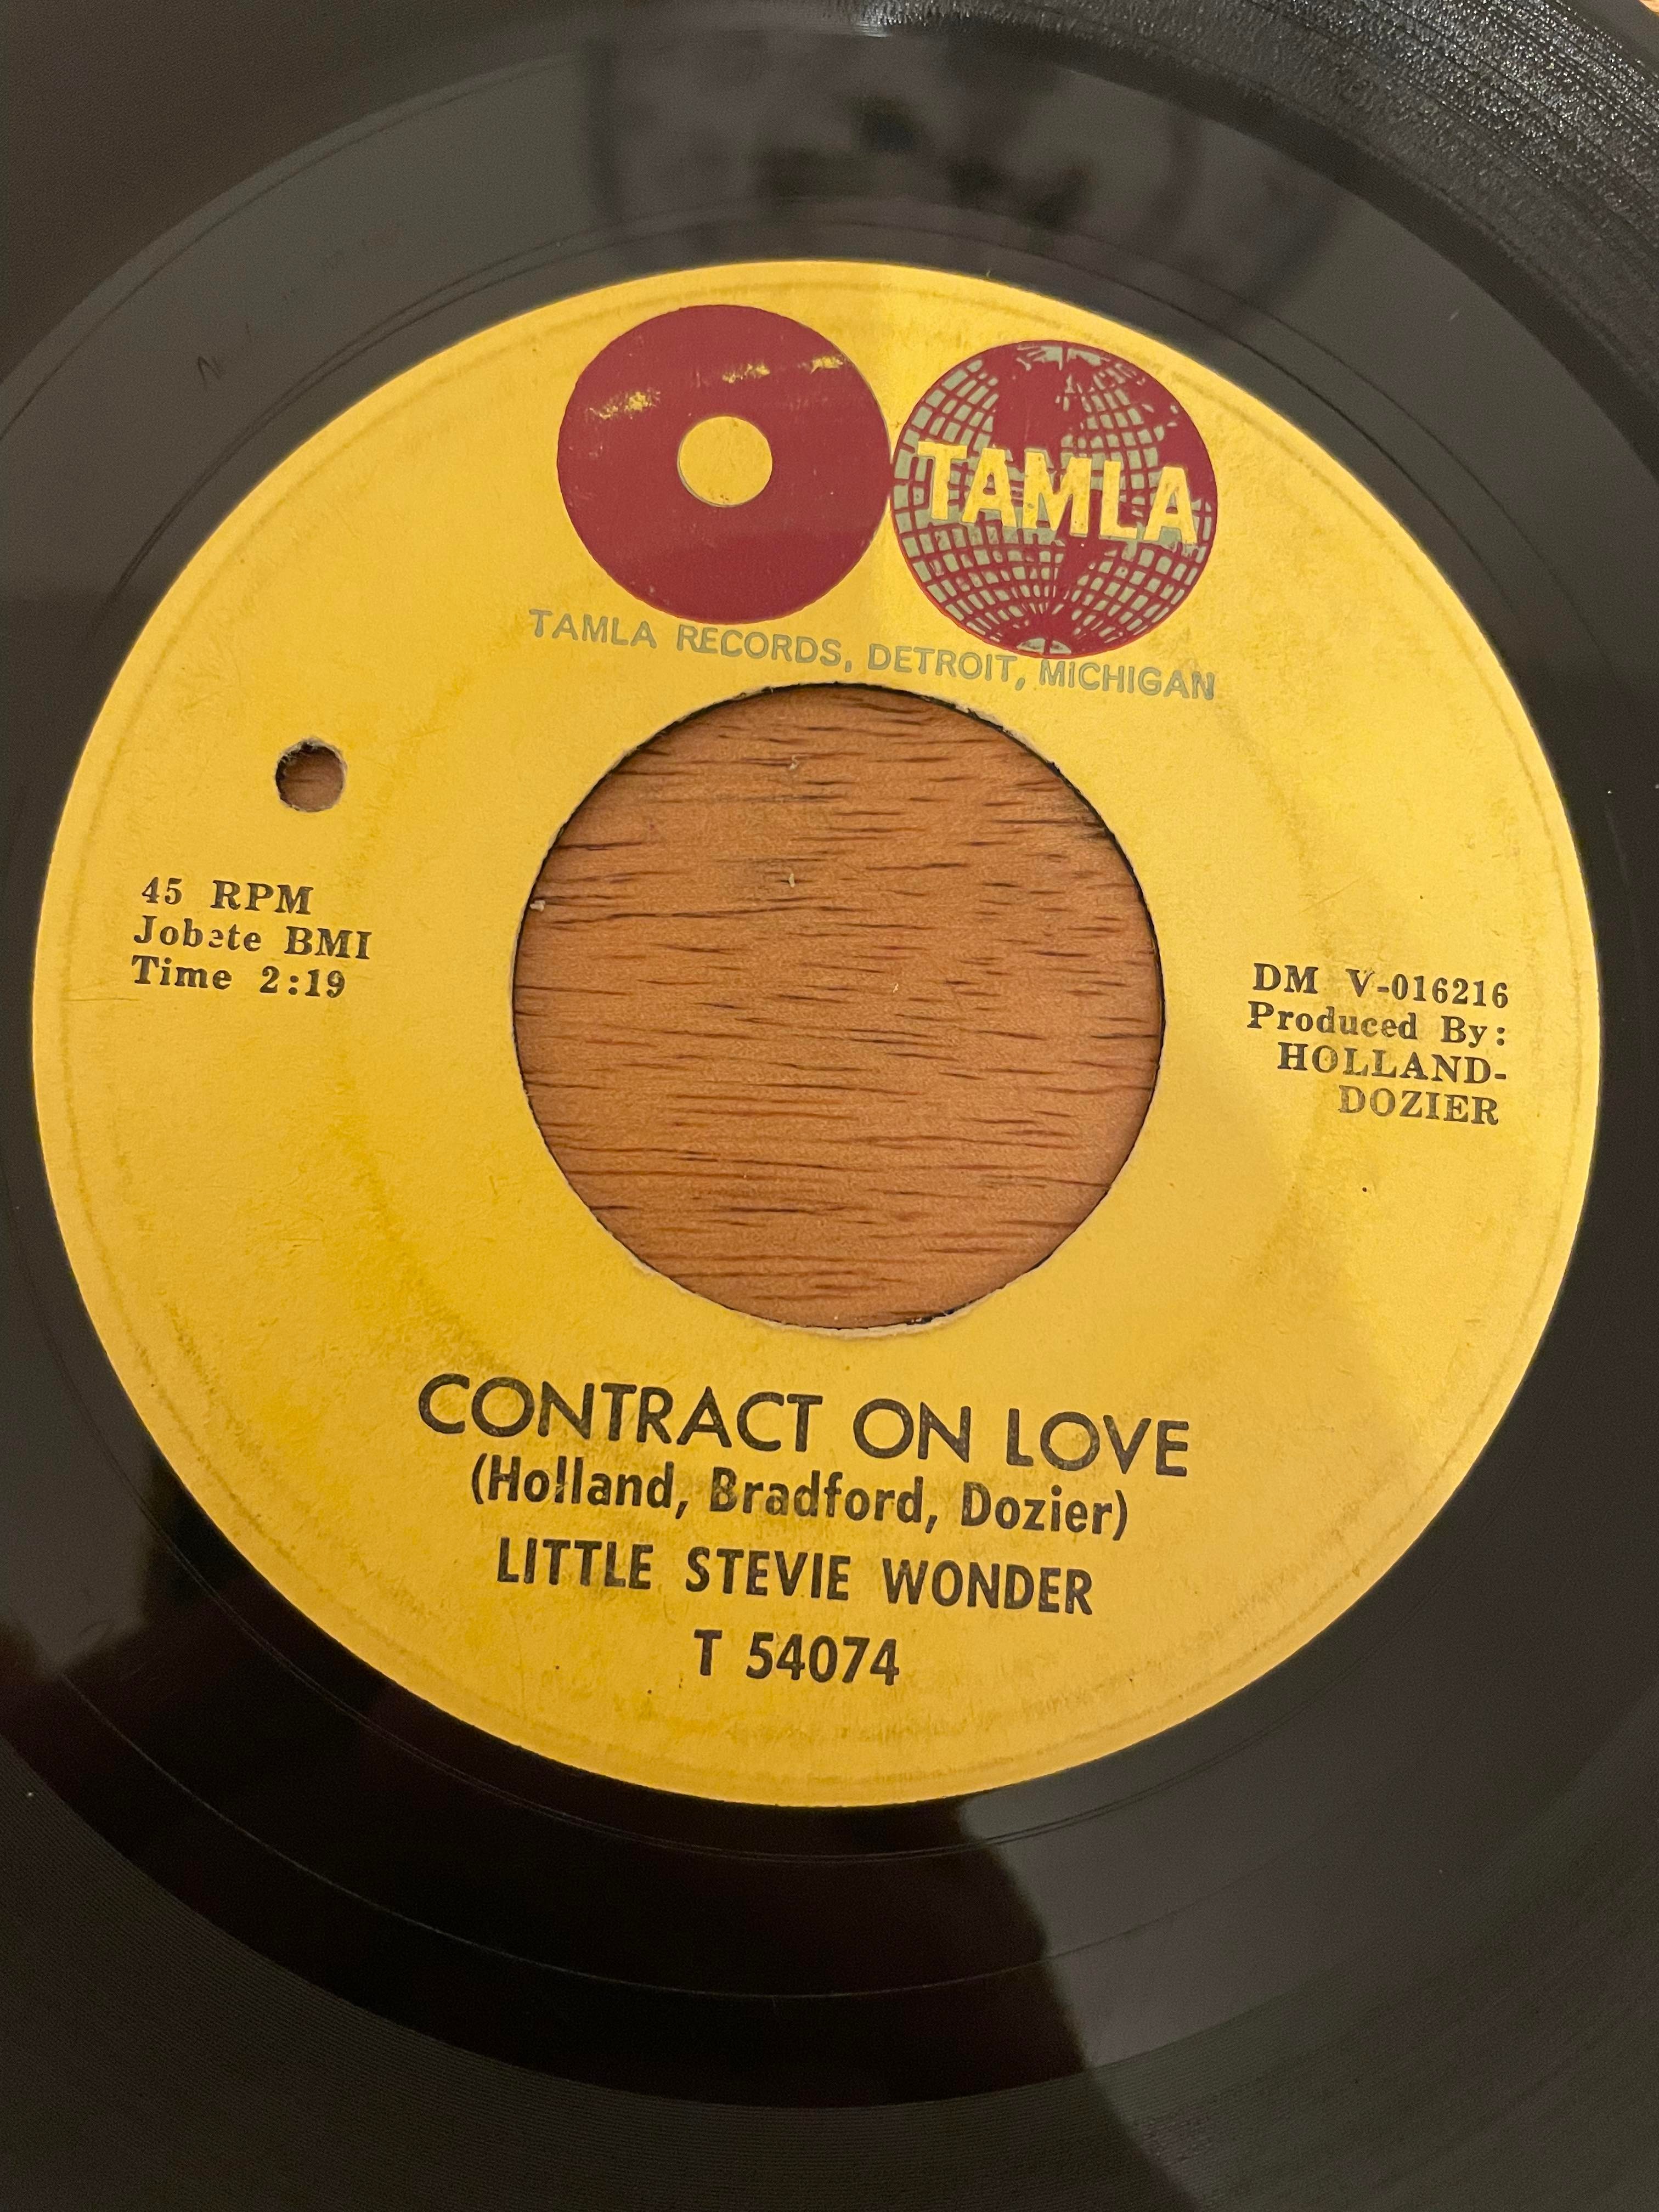 TAMLA
TAMLA RECORDS, DETROIT, MICHIGAN
45 RPM
Jobete BMI
Time 2:19
DM V-016216
Produced By:
HOLLAND-
DOZIER
CONTRACT ON LOVE
(Holland, Bradford, Dozier)
LITTLE STEVIE WONDER
T 54074